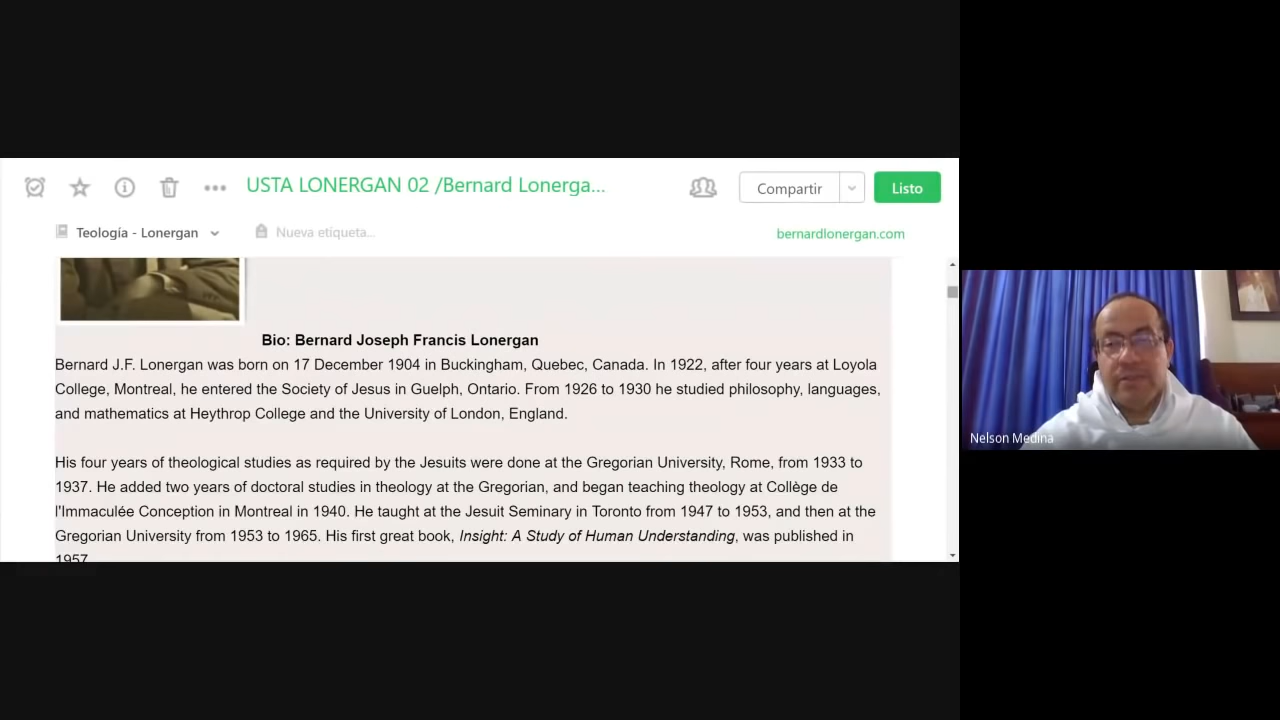 USTA LONERGAN 02 /Bernard Lonerga...
Compartir
Listo
Teología - Lonergan
Nueva etiqueta...
bernardlonergan.com
Bio: Bernard Joseph Francis Lonergan
Bernard J.F. Lonergan was born on 17 December 1904 in Buckingham, Quebec, Canada. In 1922, after four years at Loyola
College, Montreal, he entered the Society of Jesus in Guelph, Ontario. From 1926 to 1930 he studied philosophy, languages,
and mathematics at Heythrop College and the University of London, England.
His four years of theological studies as required by the Jesuits were done at the Gregorian University, Rome, from 1933 to
1937. He added two years of doctoral studies in theology at the Gregorian, and began teaching theology at Collège de
l'Immaculée Conception in Montreal in 1940. He taught at the Jesuit Seminary in Toronto from 1947 to 1953, and then at the
Gregorian University from 1953 to 1965. His first great book, Insight: A Study of Human Understanding, was published in
1957.
Nelson Medina